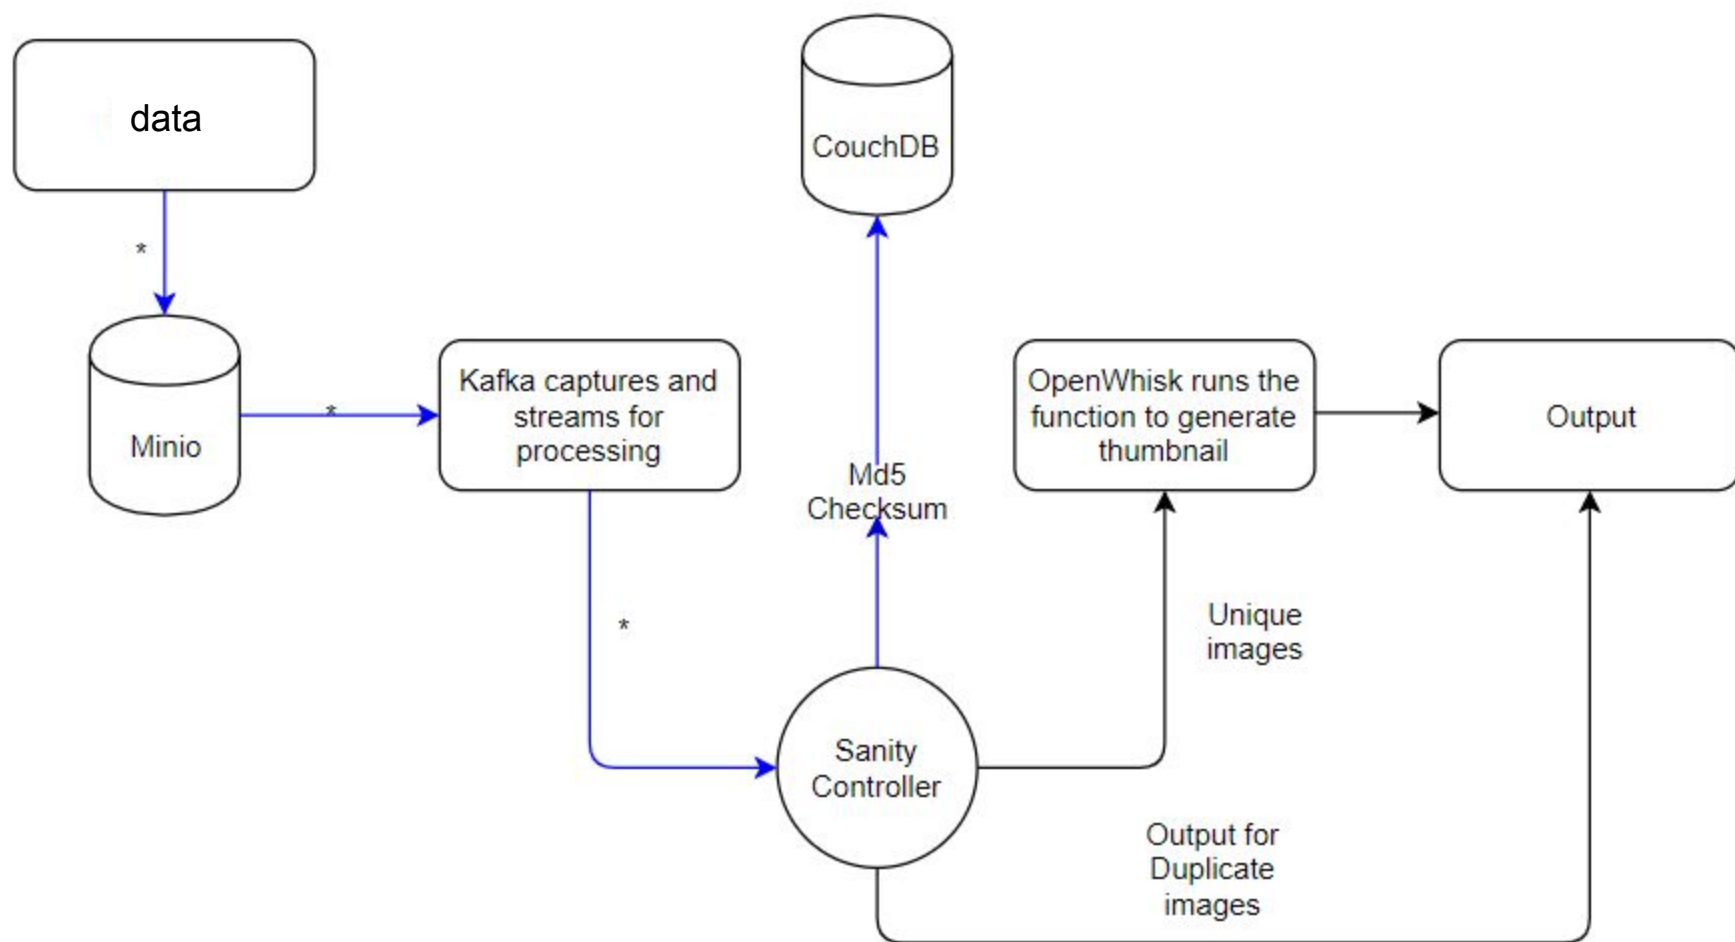 data
CouchDB
*
Minio
*
Kafka captures and
streams for
processing
OpenWhisk runs the
function to generate
thumbnail
Output
Md5
Checksum
*
Unique
images
Sanity
Controller
Output for
Duplicate
images